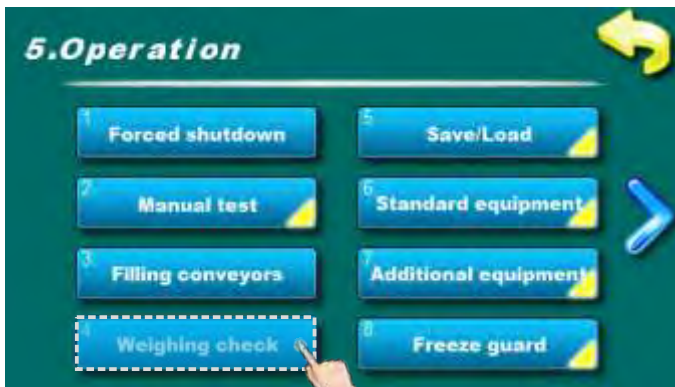 5.Operation
1
Forced shutdown
2
Manual test
3
Filling conveyors
4
Weighing check
5
Save/Load
6
Standard equipment
7
Additional equipment
8
Freeze guard